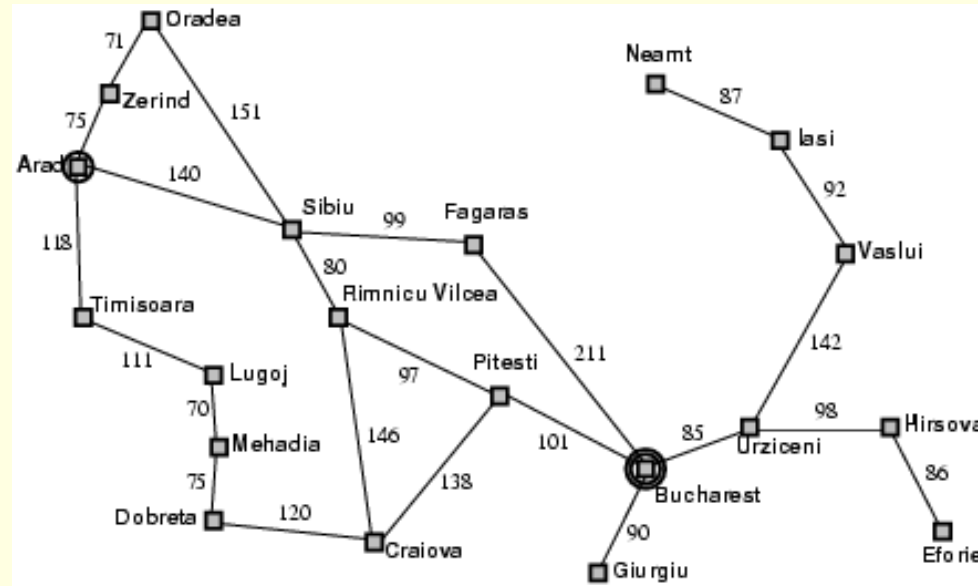 Oradea
71
Neamt
87
Zerind
151
75
Iasi
Arad
140
92
Sibiu
Fagaras
99
118
Vaslui
80
Timisoara
Rimnicu Vilcea
142
111
211
Lugoj
97
Pitesti
70
98
Hirsova
146
101
85
Urziceni
Mehadia
86
75
138
Bucharest
Dobreta
120
90
Craiova
Eforie
Giurgiu